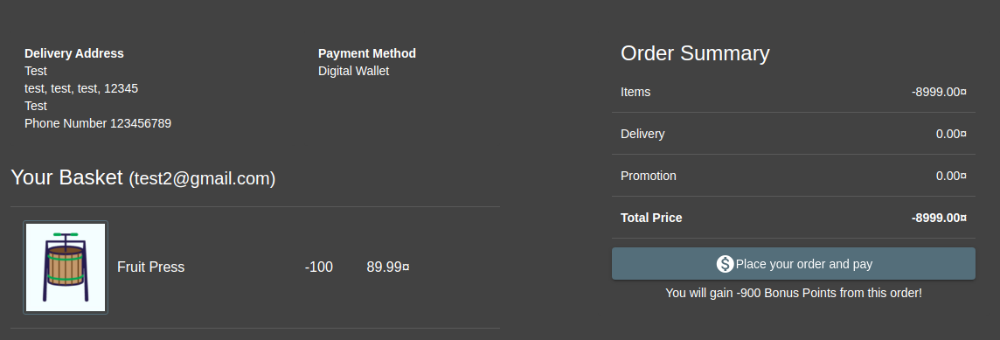 Delivery Address
Test
test, test, test, 12345
Test
Phone Number 123456789
Payment Method
Digital Wallet
Your Basket (test2@gmail.com)
Fruit Press -100 89.99¤
Order Summary
Items -8999.00¤
Delivery 0.00¤
Promotion 0.00¤
Total Price -8999.00¤
Place your order and pay
You will gain -900 Bonus Points from this order!